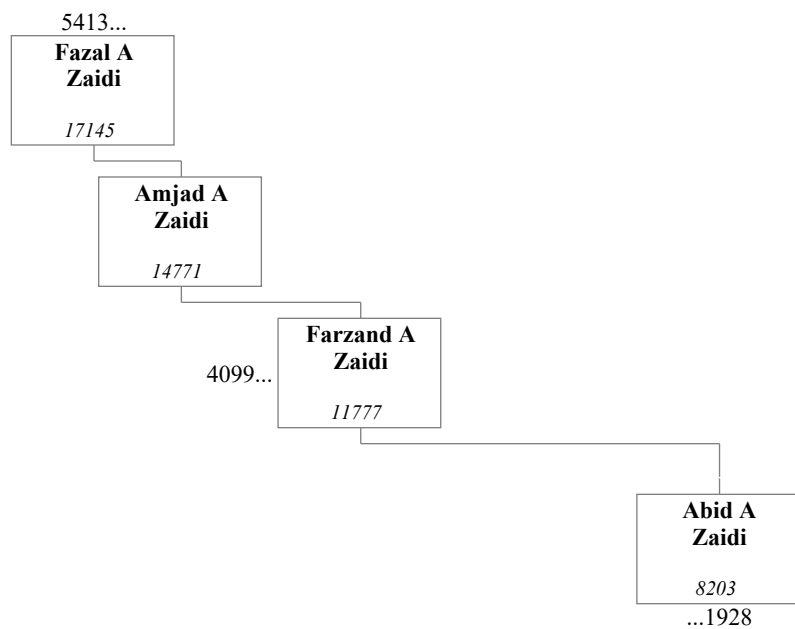 5413...
Fazal A
Zaidi
17145
Amjad A
Zaidi
14771
Farzand A
Zaidi
4099...
11777
Abid A
Zaidi
8203
...1928